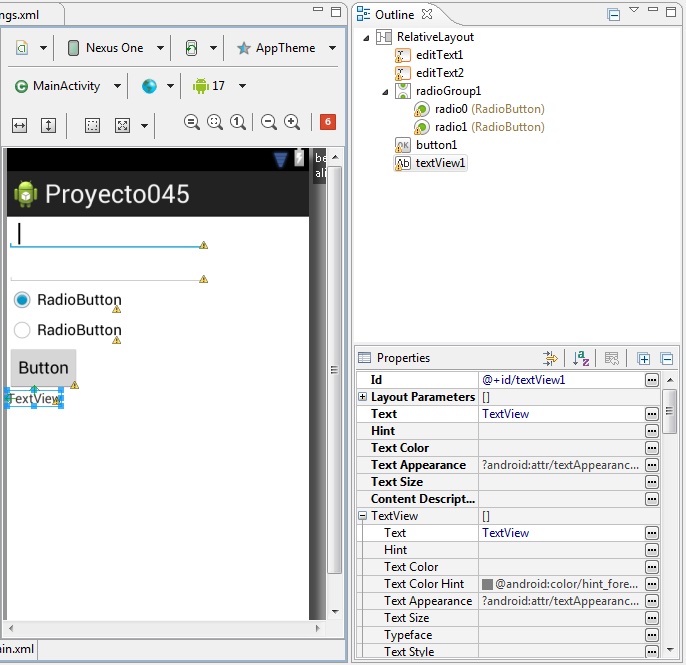 ngs.xml
Nexus One
AppTheme
MainActivity
17
6
be
ali
Proyecto045
RadioButton
RadioButton
Button
TextView
in.xml
Outline
RelativeLayout
editText1
editText2
radioGroup1
radio0 (RadioButton)
radio1 (RadioButton)
OK button1
Ab textView1
Properties
Id @+id/textView1
Layout Parameters []
Text TextView
Hint
Text Color
Text Appearance ?android:attr/textAppearanc...
Text Size
Content Descript...
TextView []
Text TextView
Hint
Text Color
Text Color Hint @android:color/hint_fore...
Text Appearance ?android:attr/textAppearanc...
Text Size
Typeface
Text Style